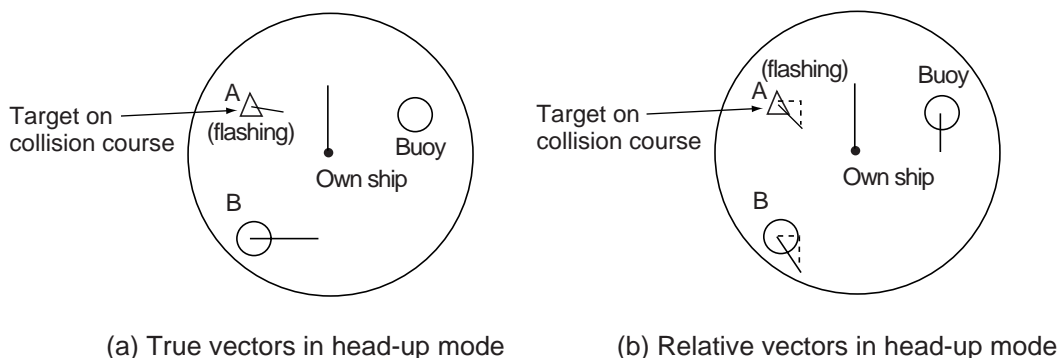 A
(flashing)
Target on
collision course
Buoy
Own ship
B
(a) True vectors in head-up mode
(flashing)
A
Buoy
Target on
collision course
Own ship
B
(b) Relative vectors in head-up mode